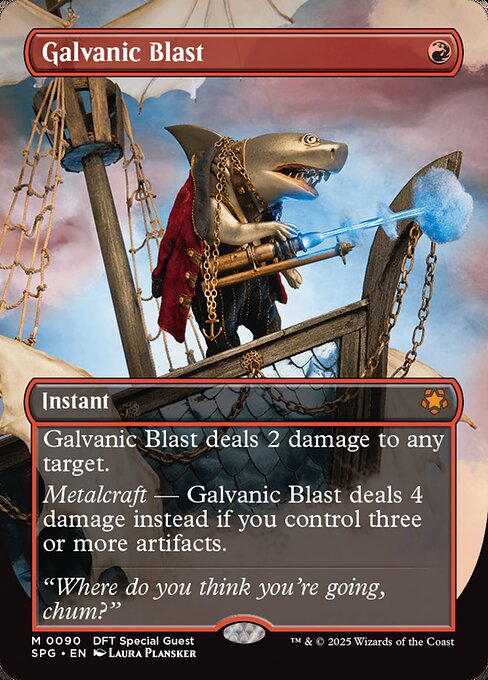 Galvanic Blast
Instant
Galvanic Blast deals 2 damage to any
target.
Metalcraft — Galvanic Blast deals 4
damage instead if you control three
or more artifacts.
“Where do you think you’re going,
chum?”
M 0090 DFT Special Guest
SPG • EN Laura Plansker
™ & © 2025 Wizards of the Coast